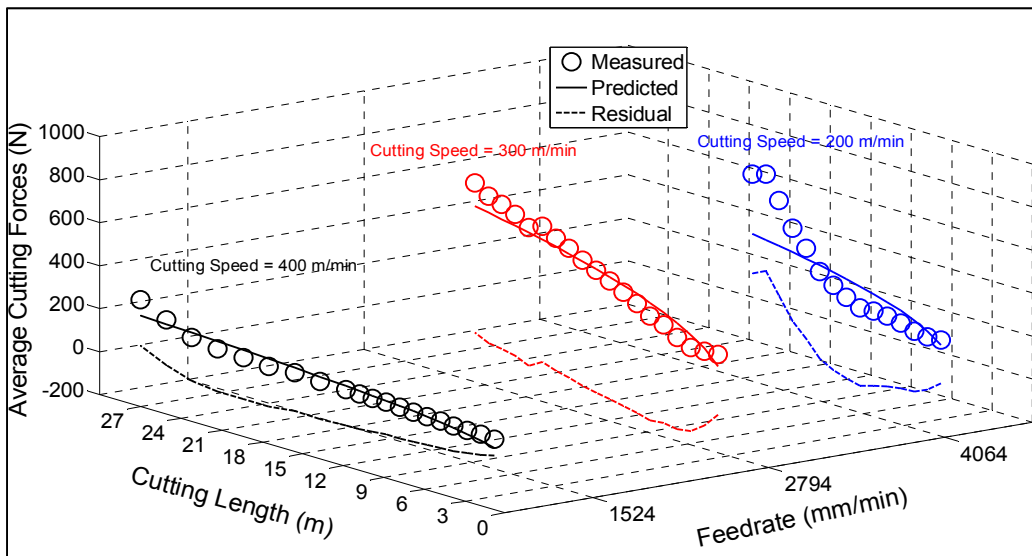 Measured
Predicted
Residual
Cutting Speed = 200 m/min
Cutting Speed = 300 m/min
Cutting Speed = 400 m/min
Average Cutting Forces (N)
1000
800
600
400
200
0
-200
27
24
21
18
15
12
9
6
3
0
Cutting Length (m)
1524
2794
4064
Feedrate (mm/min)